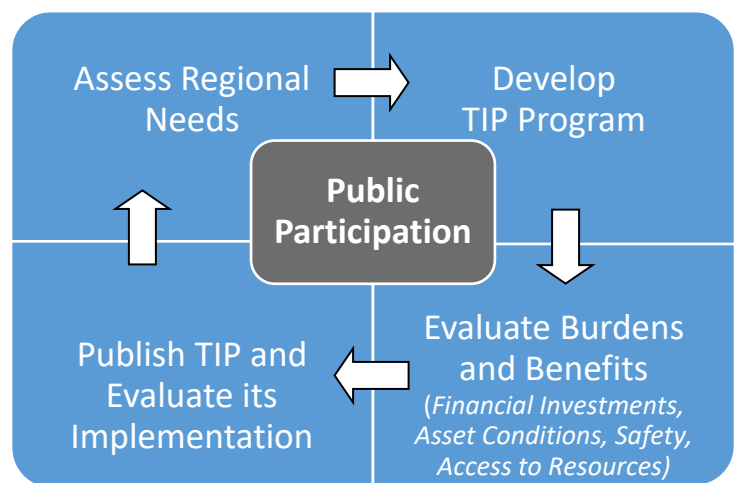 Assess Regional
Needs
Develop
TIP Program
Public
Participation
Publish TIP and
Evaluate its
Implementation
Evaluate Burdens
and Benefits
(Financial Investments,
Asset Conditions, Safety,
Access to Resources)